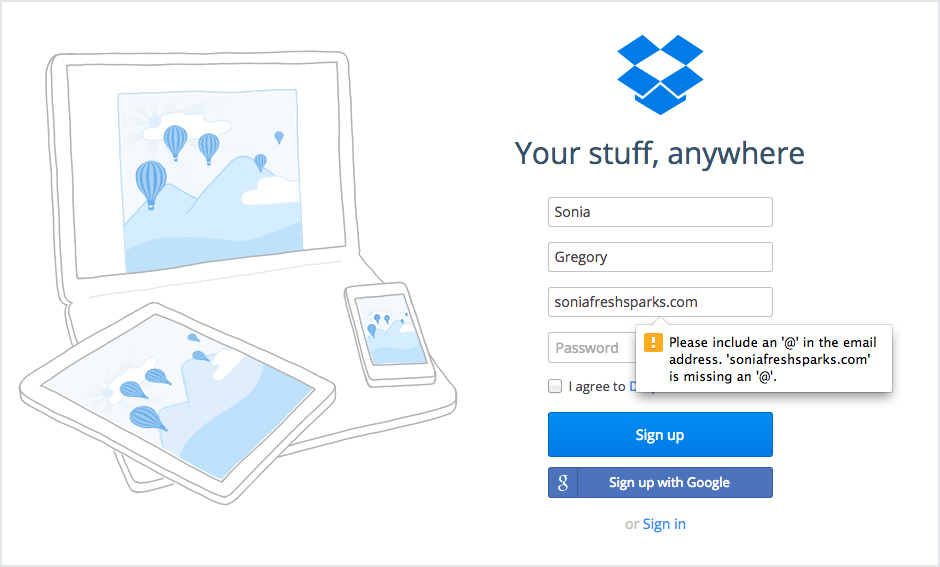 Your stuff, anywhere
Sonia
Gregory
soniafreshsparks.com
Please include an '@' in the email
address. 'soniafreshsparks.com'
is missing an '@'.
Password
I agree to
Sign up
g Sign up with Google
or Sign in